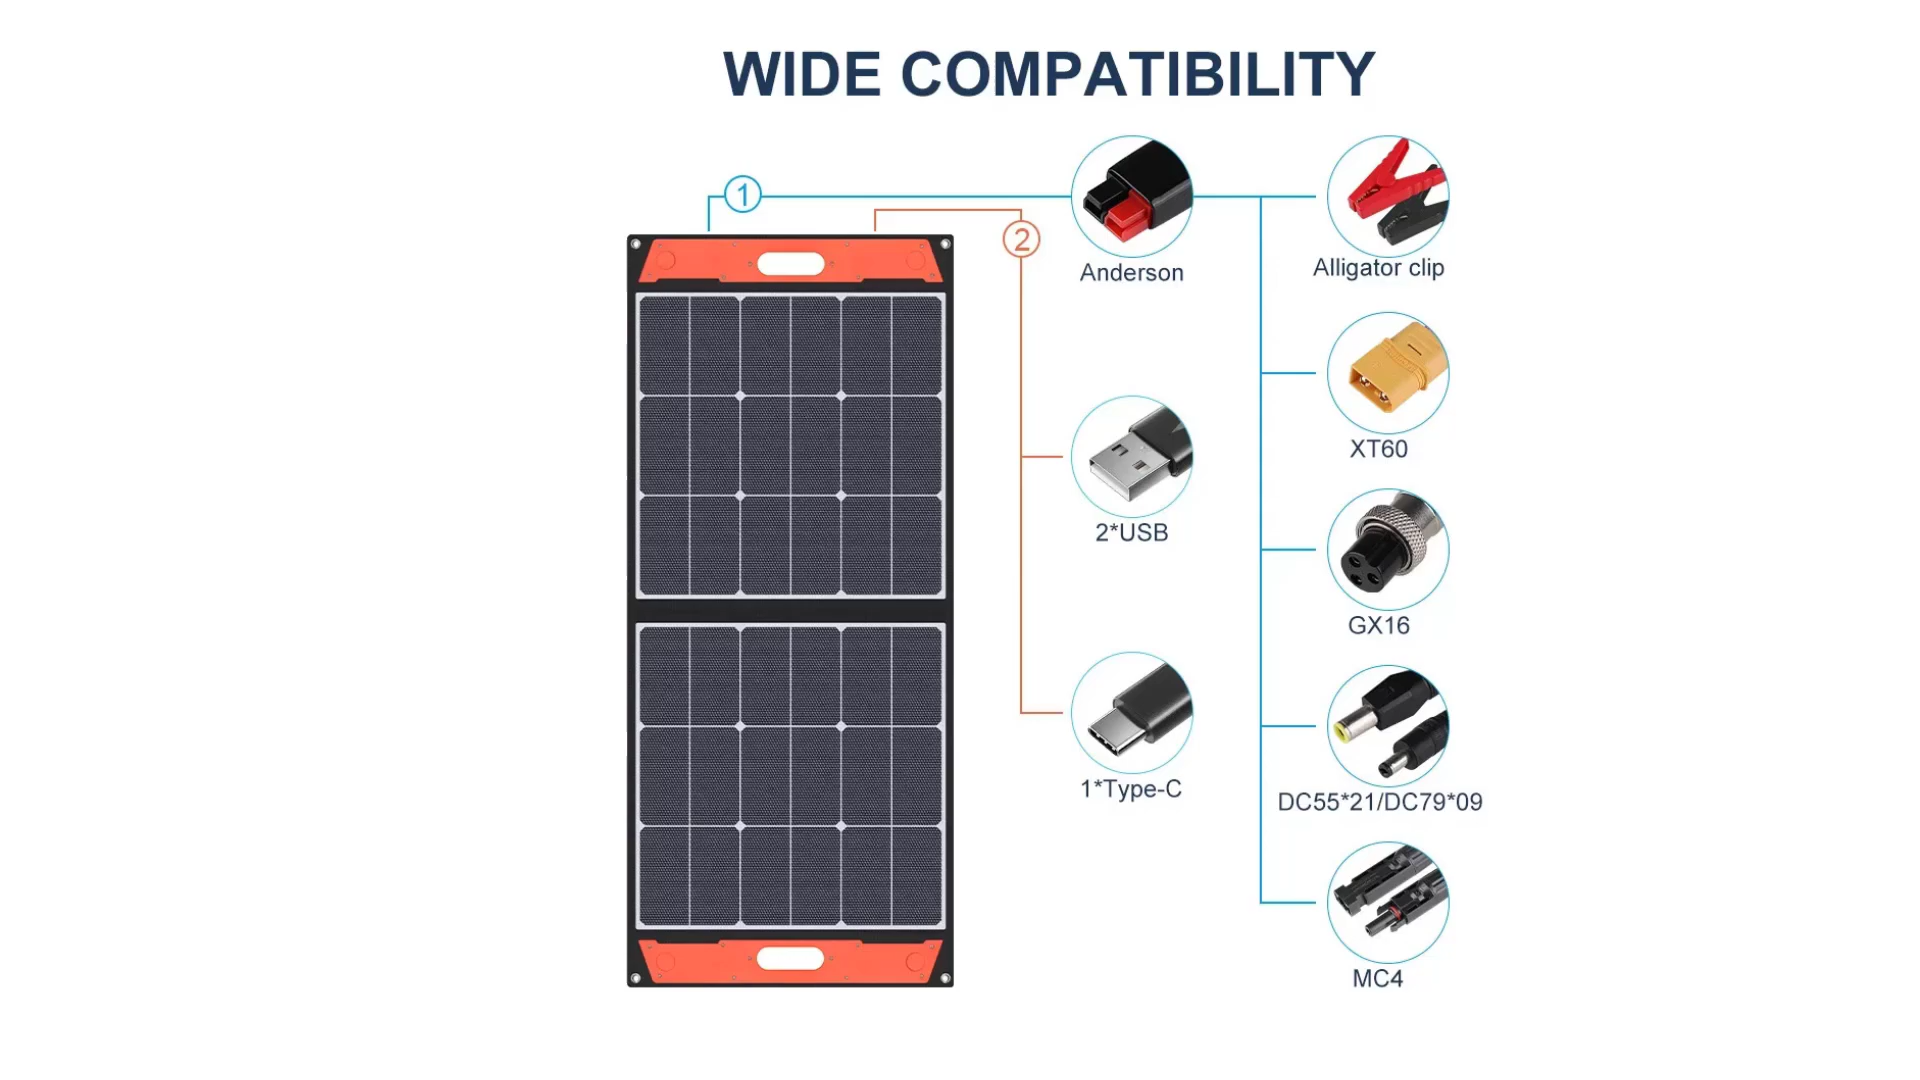 WIDE COMPATIBILITY
1
2
Anderson
Alligator clip
XT60
2*USB
GX16
1*Type-C
DC55*21/DC79*09
MC4